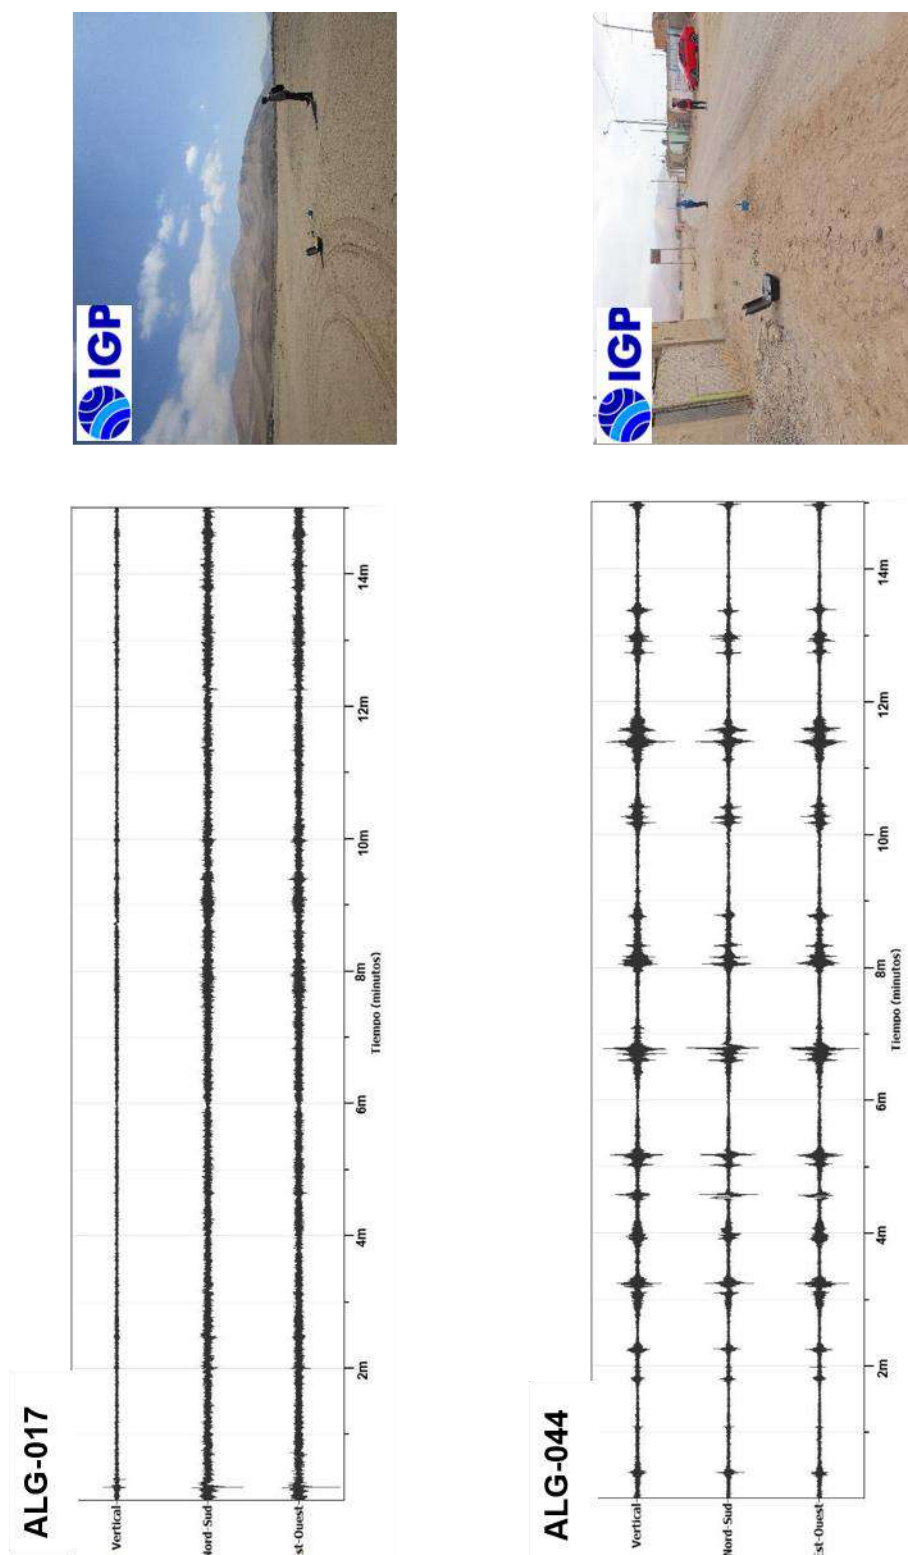 ALG-017
Vertical
Nord-Sud
Est-Ouest
2m
4m
6m
8m
10m
12m
14m
Tiempo (minutos)
IGP
ALG-044
Vertical
Nord-Sud
Est-Ouest
2m
4m
6m
8m
10m
12m
14m
Tiempo (minutos)
IGP